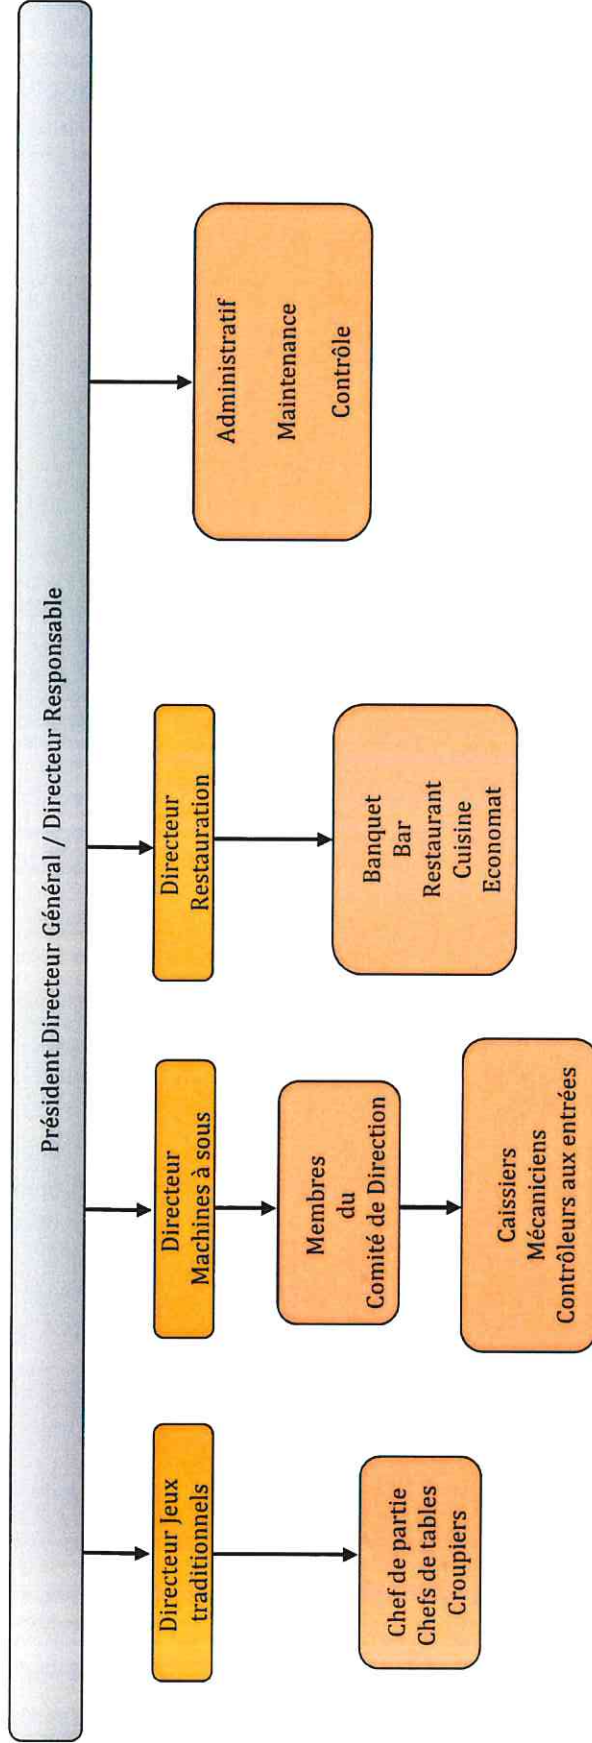 Président Directeur Général / Directeur Responsable
Directeur Jeux
traditionnels
Chef de partie
Chefs de tables
Croupiers
Directeur
Machines à sous
Membres
du
Comité de Direction
Caissiers
Mécaniciens
Contrôleurs aux entrées
Directeur
Restauration
Banquet
Bar
Restaurant
Cuisine
Economat
Administratif
Maintenance
Contrôle